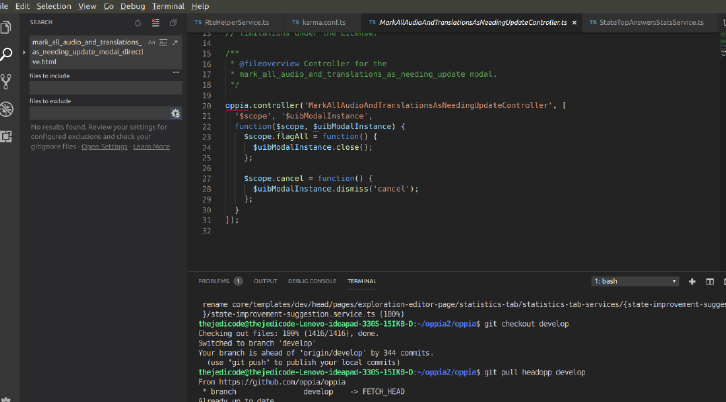 ile Edit Selection View Go Debug Terminal Help
SEARCH
mark_all_audio_and_translations_
as_needing_update_modal_directi
ve.html
Aa
files to include
...
files to exclude
No results found. Review your settings for
configured exclusions and check your
gitignore files - Open Settings - Learn More
TS RteHelperService.ts TS karma.conf.ts TS MarkAllAudioAndTranslationsAsNeedingUpdateController.ts × TS StateTopAnswersStatsService.ts
13 // limitations under the License.
14
15 /**
16 * @fileoverview Controller for the
17 * mark_all_audio_and_translations_as_needing_update modal.
18 */
19
20 oppia.controller('MarkAllAudioAndTranslationsAsNeedingUpdateController', [
21 '$scope', '$uibModalInstance',
22 function($scope, $uibModalInstance) {
23 $scope.flagAll = function() {
24 $uibModalInstance.close();
25 };
26
27 $scope.cancel = function() {
28 $uibModalInstance.dismiss('cancel');
29 };
30 }
31 ]);
32
PROBLEMS 1 OUTPUT DEBUG CONSOLE TERMINAL 1: bash
rename core/templates/dev/head/pages/exploration-editor-page/statistics-tab/statistics-tab-services/{state-improvement-sugges
}/state-improvement-suggestion.service.ts (100%)
thejedicode@thejedicode-Lenovo-ideapad-330S-15IKB-D:~/oppia2/oppia$ git checkout develop
Checking out files: 100% (1416/1416), done.
Switched to branch 'develop'
Your branch is ahead of 'origin/develop' by 344 commits.
(use "git push" to publish your local commits)
thejedicode@thejedicode-Lenovo-ideapad-330S-15IKB-D:~/oppia2/oppia$ git pull headopp develop
From https://github.com/oppia/oppia
* branch develop -> FETCH_HEAD
Already up to date